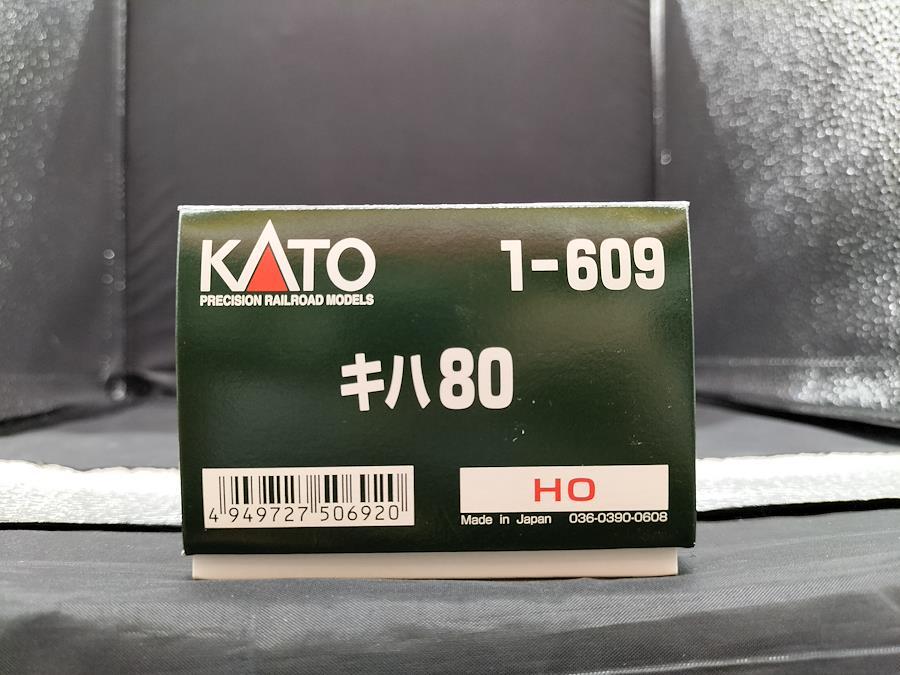 KATO 1-609
PRECISION RAILROAD MODELS
キハ80
4 949727 506920
HO
Made in Japan 036-0390-0608